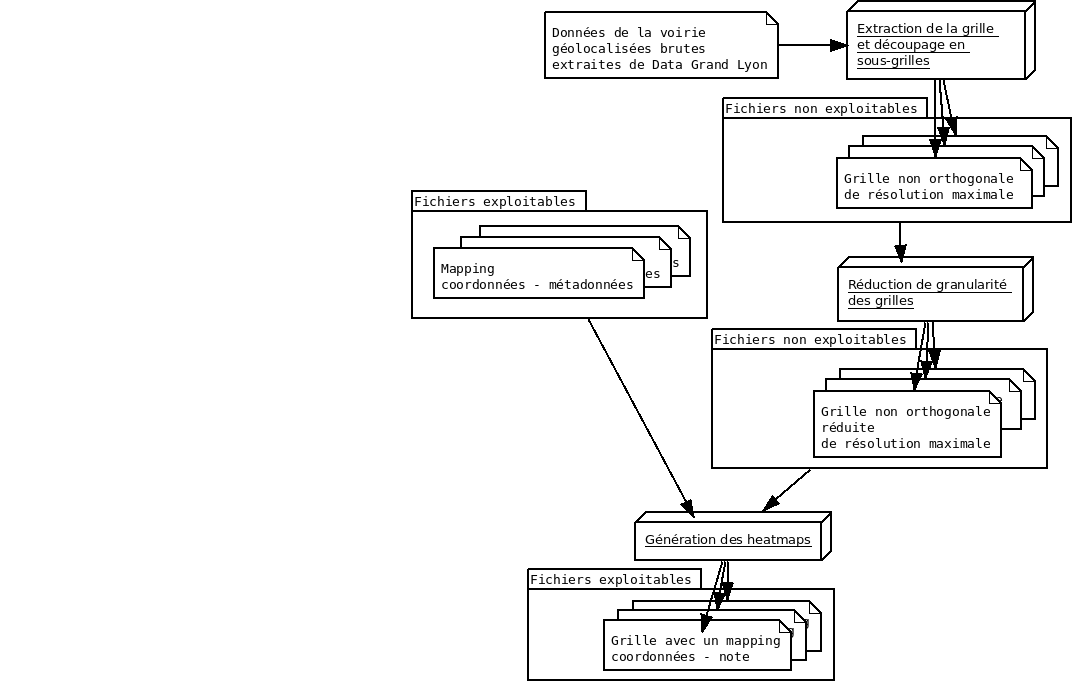 Données de la voirie
géolocalisées brutes
extraites de Data Grand Lyon
Extraction de la grille
et découpage en
sous-grilles
Fichiers non exploitables
Grille non orthogonale
de résolution maximale
Fichiers exploitables
s
es
Mapping
coordonnées - métadonnées
Réduction de granularité
des grilles
Fichiers non exploitables
Grille non orthogonale
réduite
de résolution maximale
Génération des heatmaps
Fichiers exploitables
Grille avec un mapping
coordonnées - note